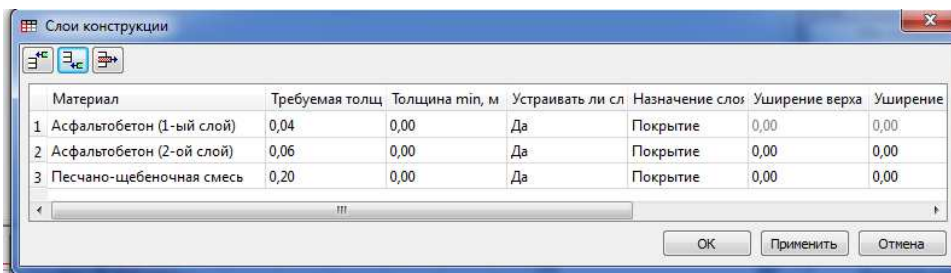 Слои конструкции
Материал Требуемая толщ Толщина min, м Устраивать ли сл Назначение слоя Уширение верха Уширение
1 Асфальтобетон (1-ый слой) 0,04 0,00 Да Покрытие 0,00 0,00
2 Асфальтобетон (2-ой слой) 0,06 0,00 Да Покрытие 0,00 0,00
3 Песчано-щебеночная смесь 0,20 0,00 Да Покрытие 0,00 0,00
ОК Применить Отмена